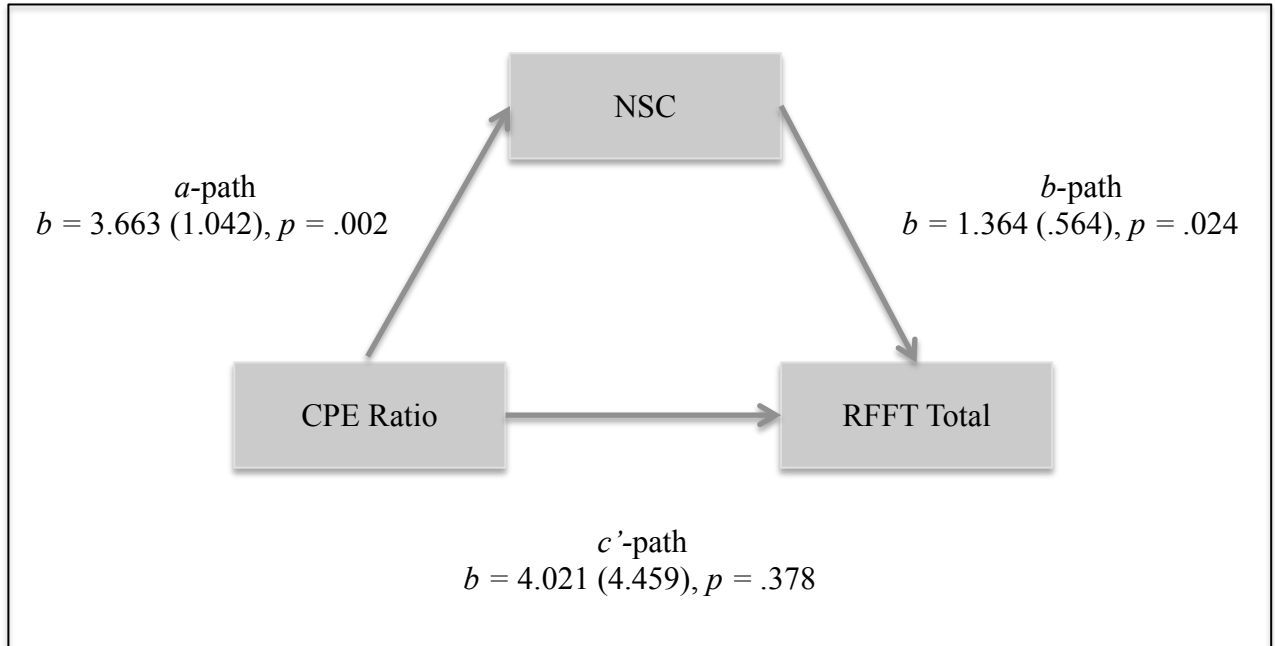 NSC
a-path
b = 3.663 (1.042), p = .002
b-path
b = 1.364 (.564), p = .024
CPE Ratio
RFFT Total
c’-path
b = 4.021 (4.459), p = .378